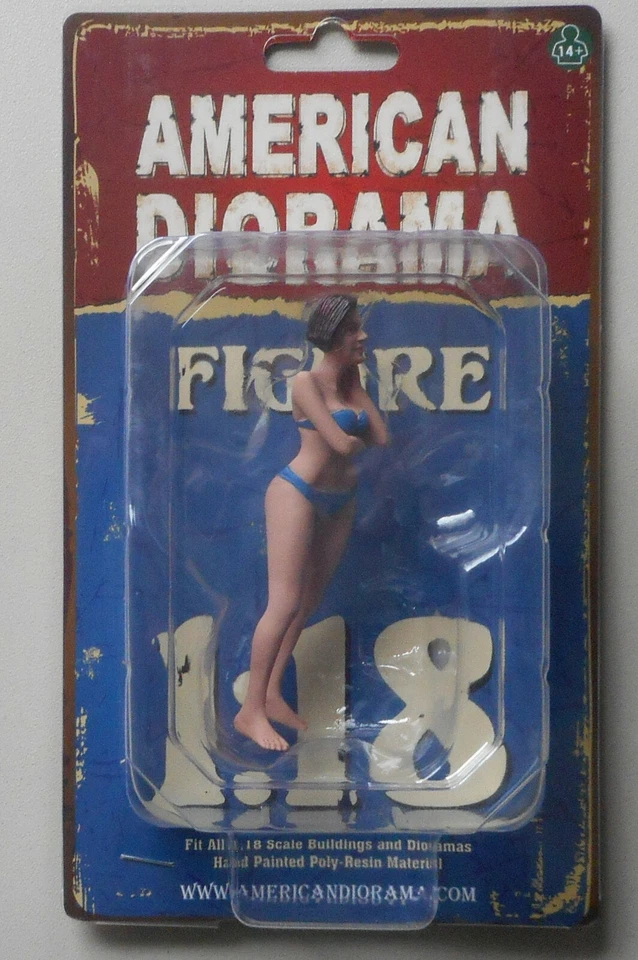 14+
AMERICAN
DIORAMA
FIGURE
1:18
Fit All 1:18 Scale Buildings and Dioramas
Hand Painted Poly-Resin Material
WWW.AMERICANDIORAMA.COM